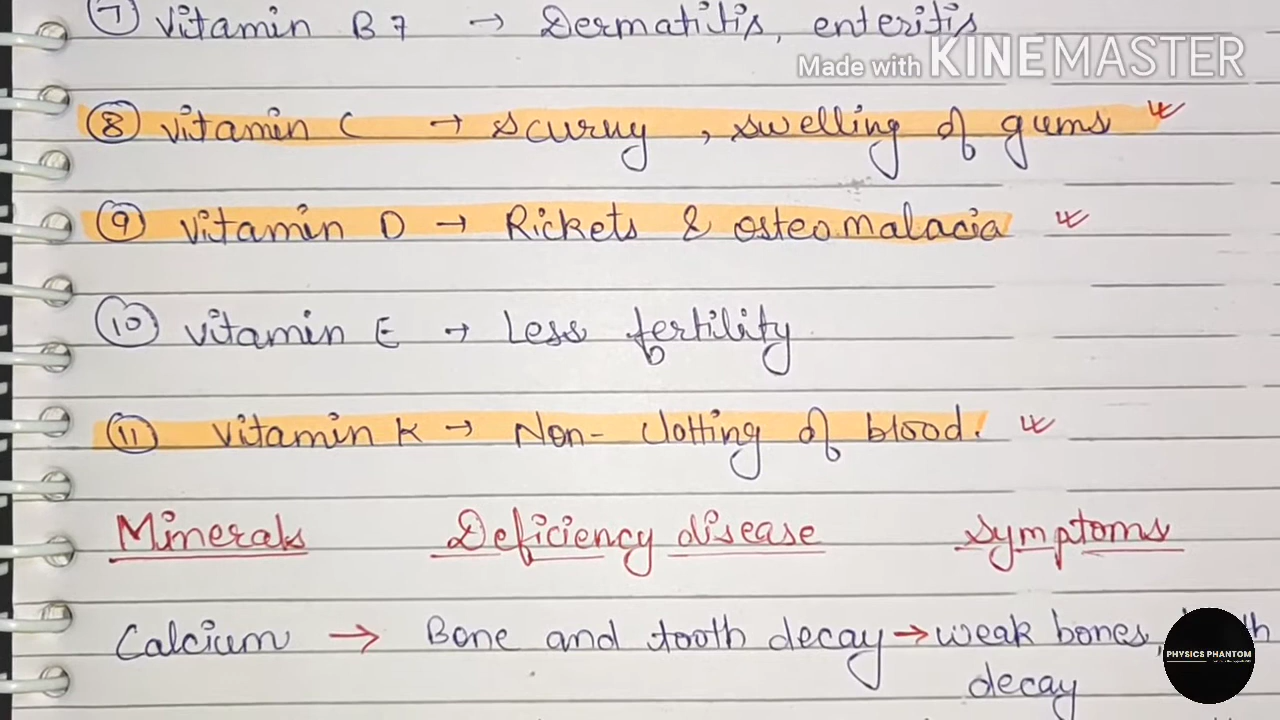 7 Vitamin B7 → Dermatitis, enteritis
Made with KINEMASTER
8 Vitamin C → Scurvy, swelling of gums
9 Vitamin D → Rickets & osteomalacia
10 Vitamin E → Less fertility
11 Vitamin K → Non-clotting of blood.
Minerals Deficiency disease Symptoms
Calcium → Bone and tooth decay → weak bones,
decay
PHYSICS PHANTOM